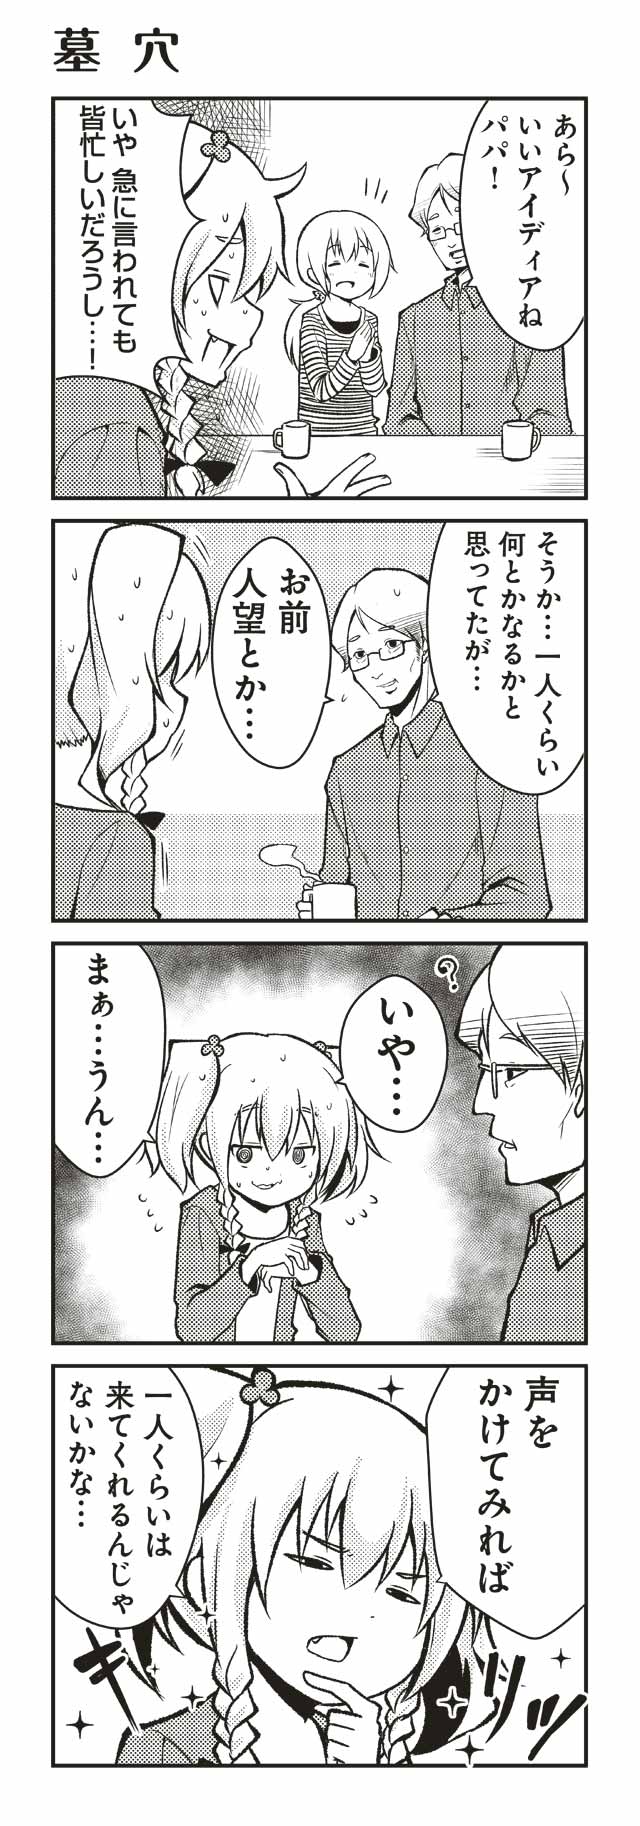 墓穴
あら〜
いいアイディアね
パパ！
いや 急に言われても
皆忙しいだろうし…！
そうか…一人くらい
何とかなるかと
思ってたが…
お前
人望とか…
？
いや…
まぁ…うん…
声を
かけてみれば
一人くらいは
来てくれるんじゃ
ないかな…
キリッ